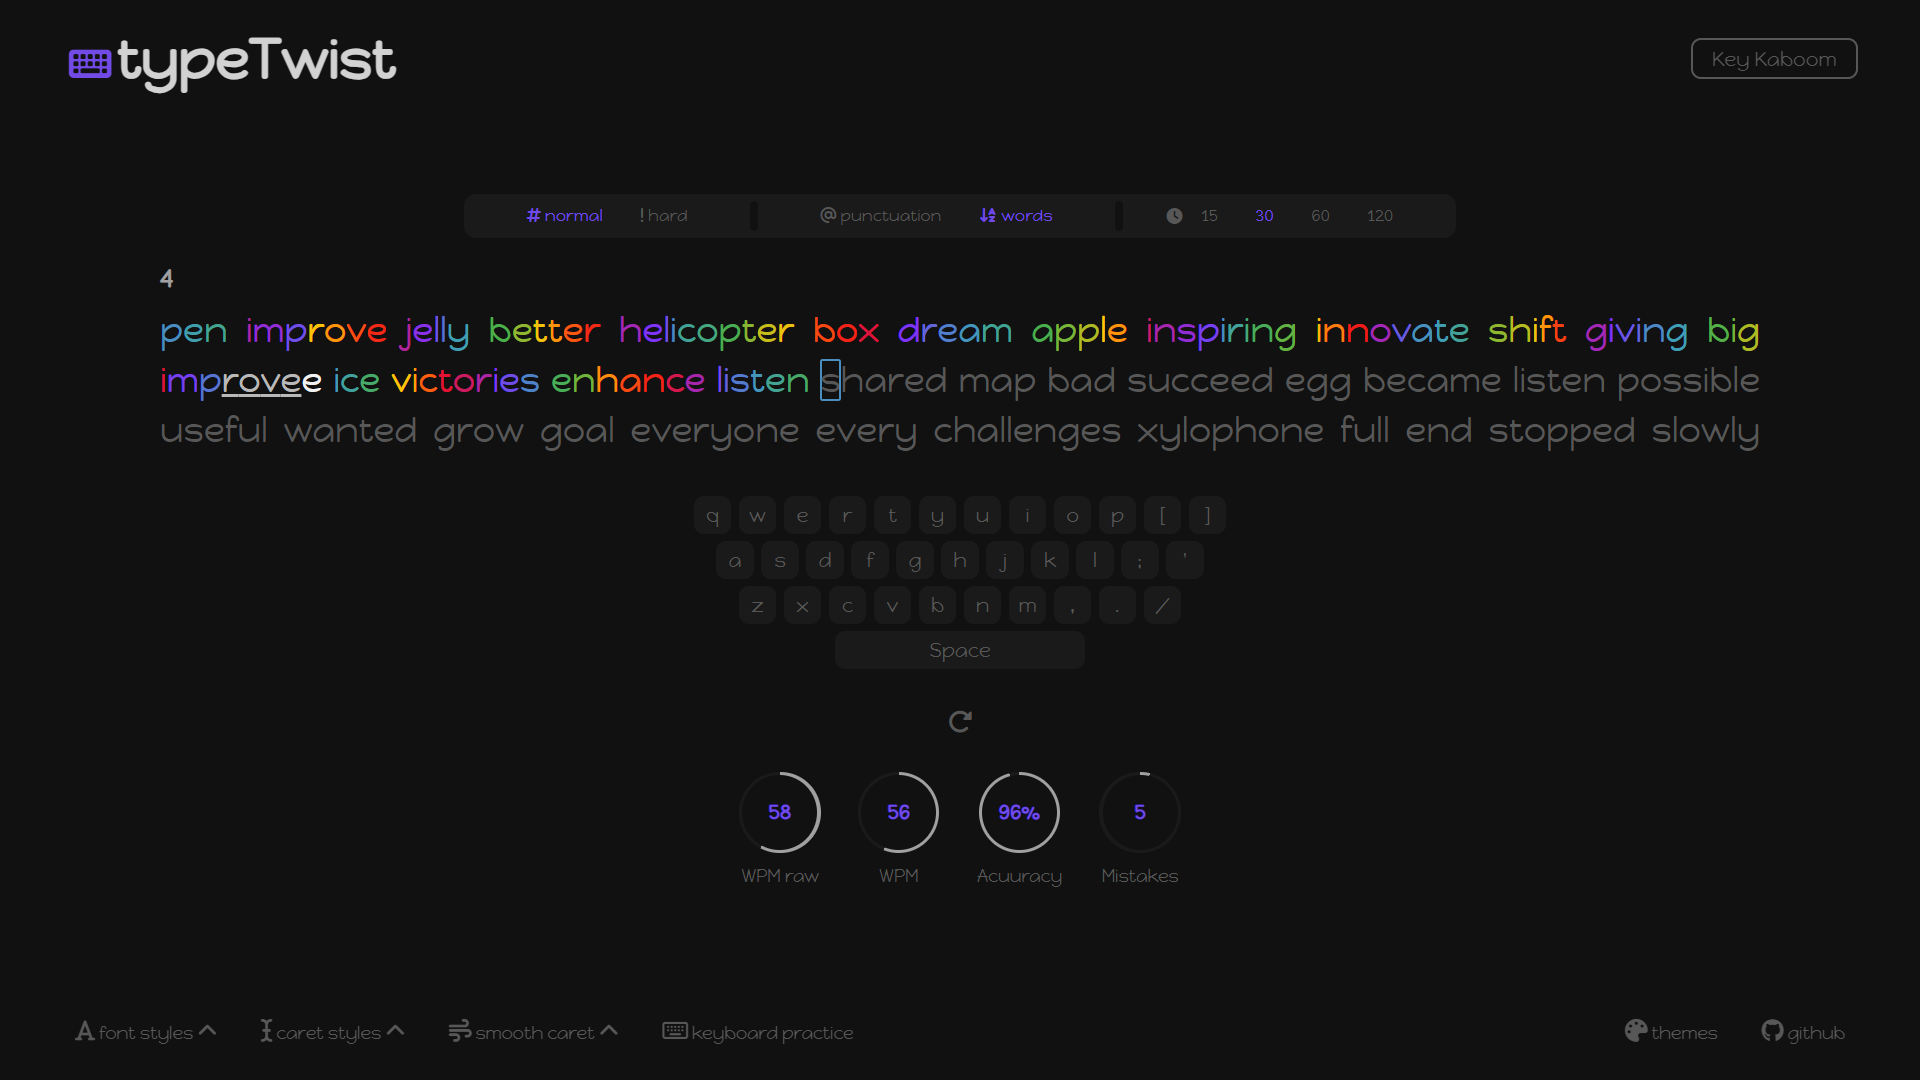 typeTwist
Key Kaboom
# normal ! hard @ punctuation words 15 30 60 120
4
pen improve jelly better helicopter box dream apple inspiring innovate shift giving big
improvee ice victories enhance listen shared map bad succeed egg became listen possible
useful wanted grow goal everyone every challenges xylophone full end stopped slowly
q w e r t y u i o p [ ]
a s d f g h j k l ; '
z x c v b n m , . /
Space
58 56 96% 5
WPM raw WPM Acuuracy Mistakes
font styles caret styles smooth caret keyboard practice themes github